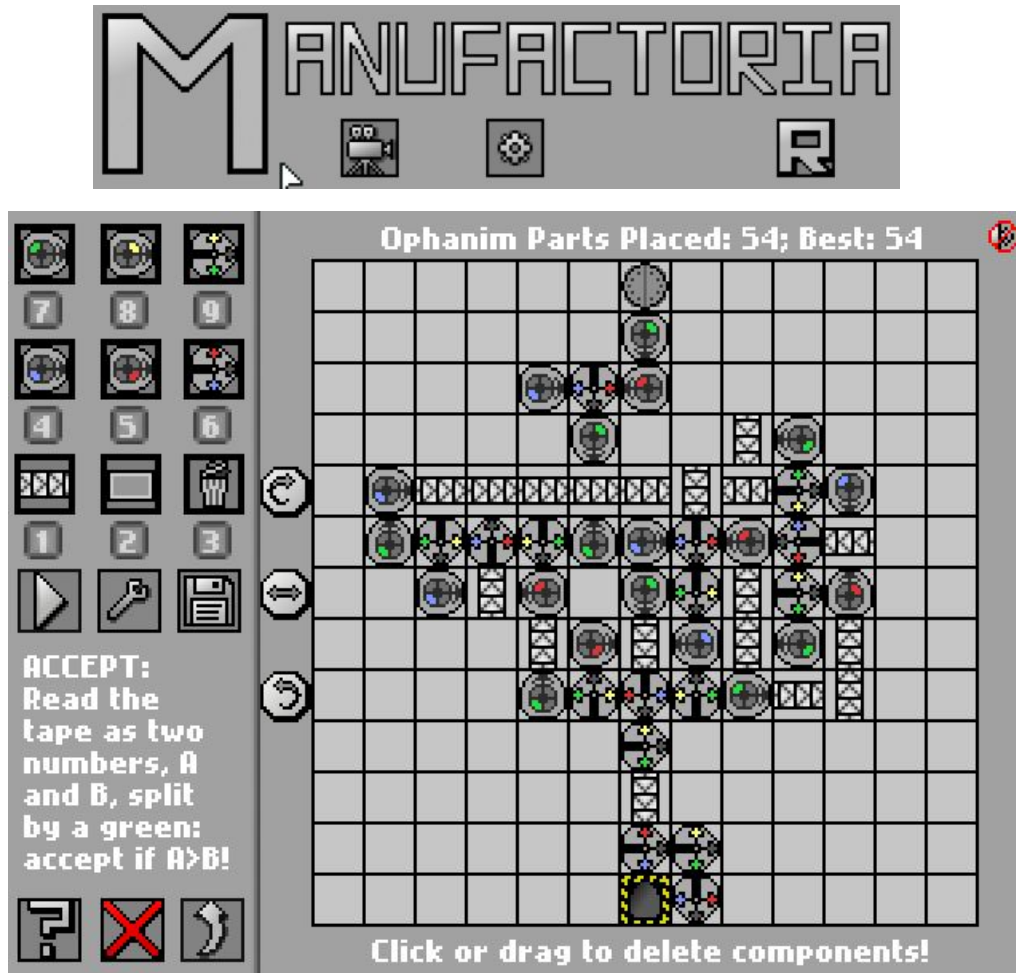 MANUFACTORIA
R
Ophanim Parts Placed: 54; Best: 54
7 8 9
4 5 6
1 2 3
ACCEPT:
Read the
tape as two
numbers, A
and B, split
by a green:
accept if A>B!
?
Click or drag to delete components!